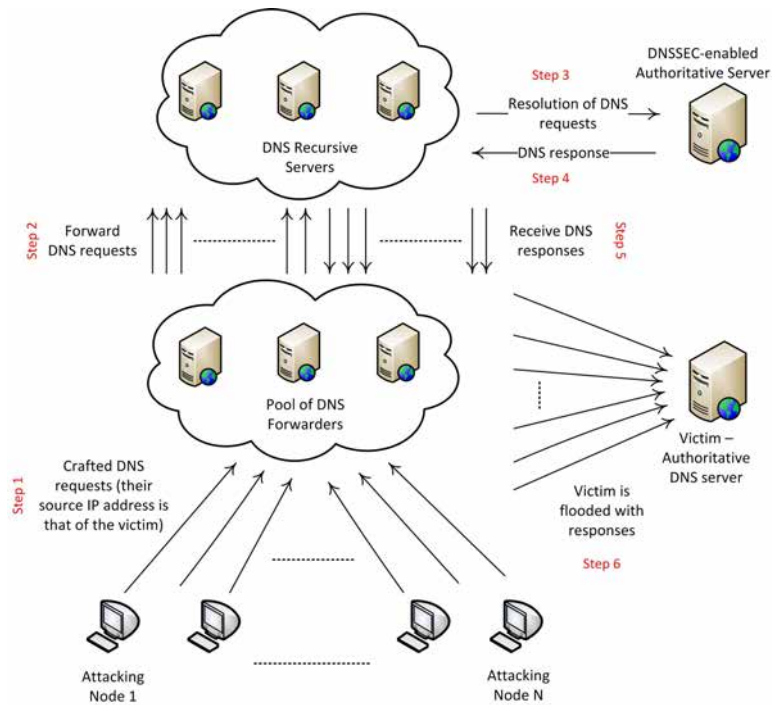 DNSSEC-enabled
Authoritative Server
Step 3
Resolution of DNS
requests
DNS response
Step 4
DNS Recursive
Servers
Step 2
Forward
DNS requests
Receive DNS
responses
Step 5
Pool of DNS
Forwarders
Victim –
Authoritative
DNS server
Step 1
Crafted DNS
requests (their
source IP address is
that of the victim)
Victim is
flooded with
responses
Step 6
Attacking
Node 1
Attacking
Node N